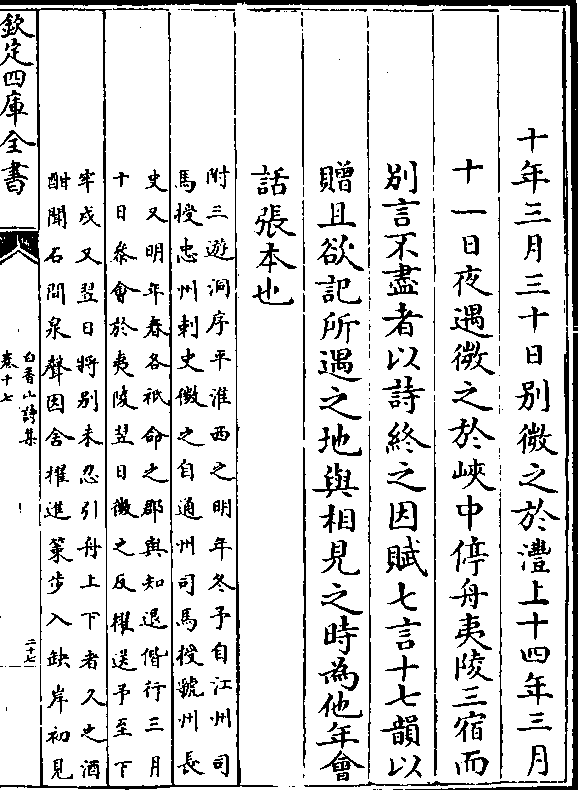 十年三月三十日别微之於灃上十四年三月
十一日夜遇微之於峽中停舟夷陵三宿而
别言不盡者以詩終之因賦七言十七韻以
贈且欲記所遇之地與相見之時為他年會
話張本也
附三遊洞序平淮西之明年冬予自江州司
馬授忠州刺史微之自通州司馬授虢州長
史又明年春各祇命之郡與知退偕行三月
十日叅會於夷陵翌日微之反櫂送予至下
牢戍又翌日將别未忍引舟上下者久之酒
酣聞石間泉聲因舍櫂進策步入缺岸初見
欽定四庫全書
白香山詩集
卷十七
二十七